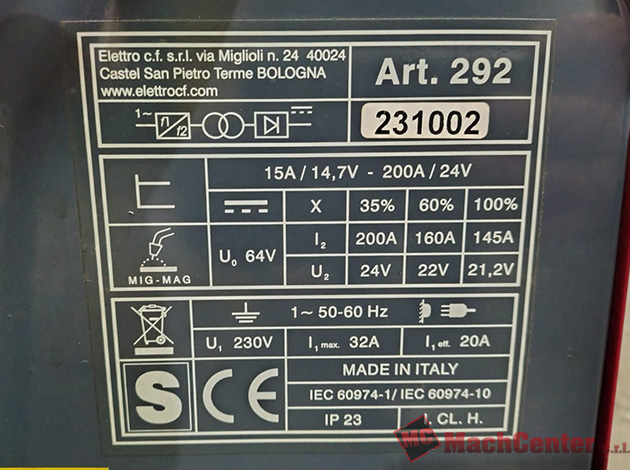 Elettro c.f. s.r.l. via Miglioli n. 24 40024
Castel San Pietro Terme BOLOGNA
www.elettrocf.com
Art. 292
1~
231002
15A / 14,7V - 200A / 24V
X 35% 60% 100%
MIG-MAG
U0 64V
I2 200A 160A 145A
U2 24V 22V 21,2V
1~ 50-60 Hz
U1 230V I1 max. 32A I1 eff. 20A
S CE
MADE IN ITALY
IEC 60974-1/ IEC 60974-10
IP 23 I. CL. H.
MC MachCenter s.r.l.